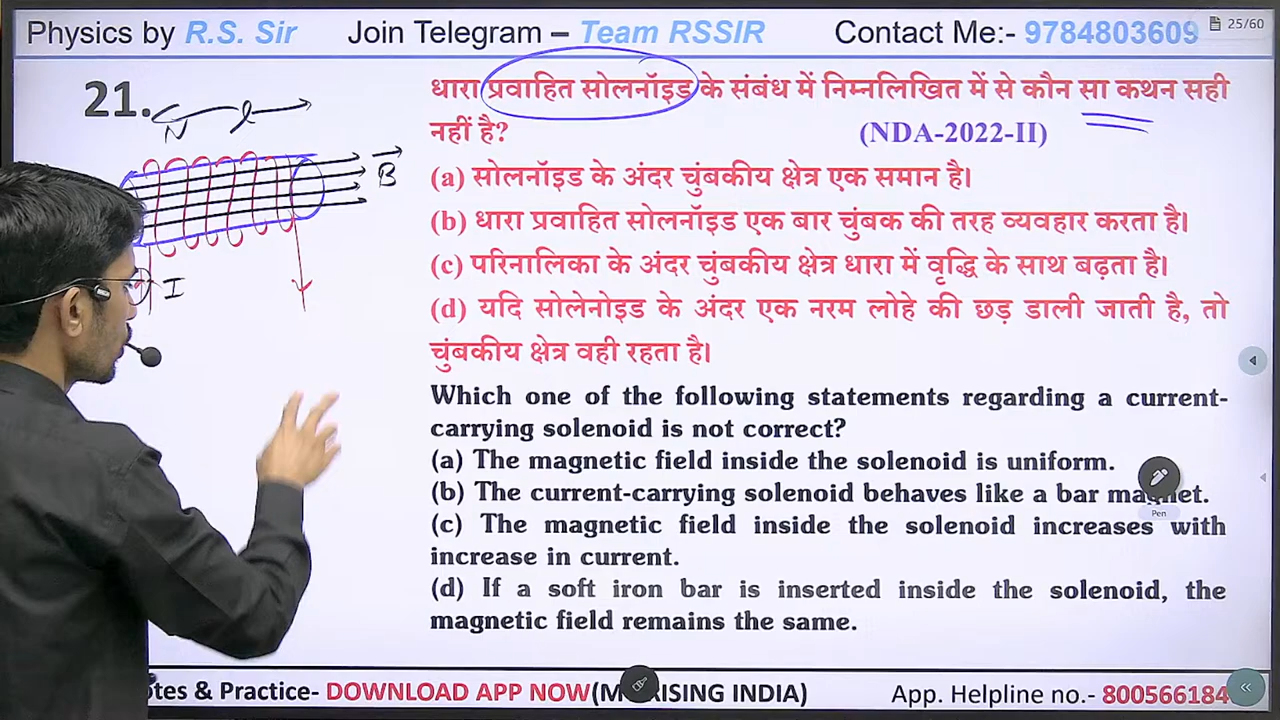 Physics by R.S. Sir Join Telegram – Team RSSIR Contact Me:- 9784803609 25/60
21. धारा प्रवाहित सोलनॉइड के संबंध में निम्नलिखित में से कौन सा कथन सही
नहीं है? (NDA-2022-II)
N l
B
I
(a) सोलनॉइड के अंदर चुंबकीय क्षेत्र एक समान है।
(b) धारा प्रवाहित सोलनॉइड एक बार चुंबक की तरह व्यवहार करता है।
(c) परिनालिका के अंदर चुंबकीय क्षेत्र धारा में वृद्धि के साथ बढ़ता है।
(d) यदि सोलेनोइड के अंदर एक नरम लोहे की छड़ डाली जाती है, तो
चुंबकीय क्षेत्र वही रहता है।
Which one of the following statements regarding a current-
carrying solenoid is not correct?
(a) The magnetic field inside the solenoid is uniform.
(b) The current-carrying solenoid behaves like a bar
Pen
(c) The magnetic field inside the solenoid increases with
increase in current.
(d) If a soft iron bar is inserted inside the solenoid, the
magnetic field remains the same.
& Practice- DOWNLOAD APP NOW INDIA) App. Helpline no.- 800566184